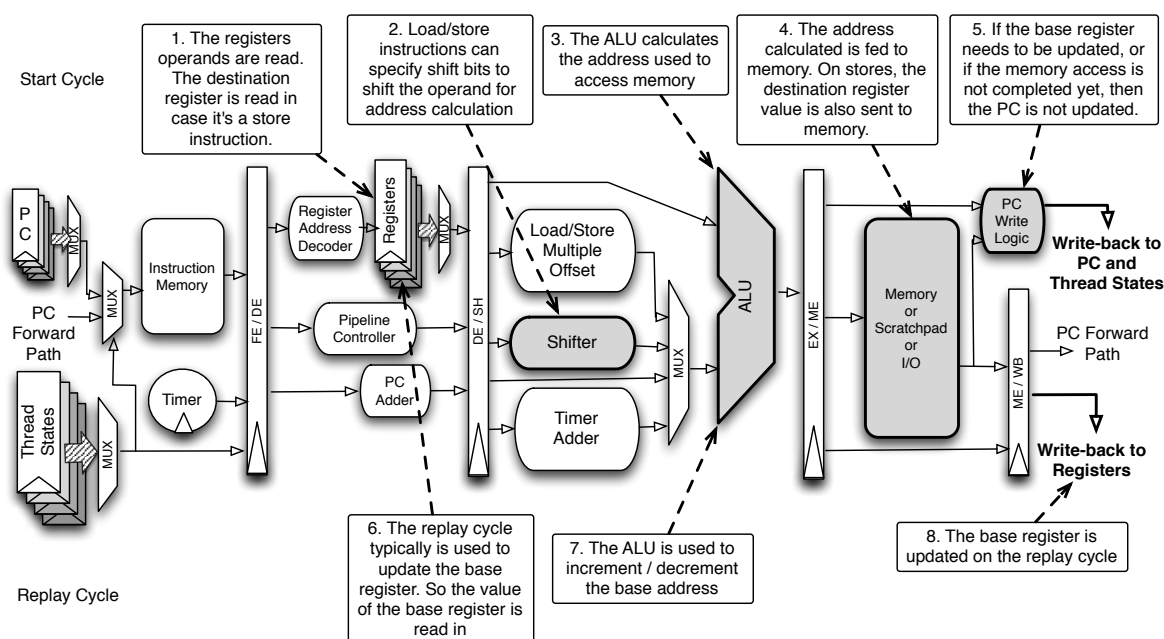 Start Cycle
1. The registers
operands are read.
The destination
register is read in
case it's a store
instruction.
2. Load/store
instructions can
specify shift bits to
shift the operand for
address calculation
3. The ALU calculates
the address used to
access memory
4. The address
calculated is fed to
memory. On stores, the
destination register
value is also sent to
memory.
5. If the base register
needs to be updated, or
if the memory access is
not completed yet, then
the PC is not updated.
P
C
MUX
PC
Forward
Path
MUX
Instruction
Memory
Timer
Thread
States
MUX
FE / DE
Register
Address
Decoder
Registers
MUX
Pipeline
Controller
PC
Adder
DE / SH
Load/Store
Multiple
Offset
Shifter
Timer
Adder
MUX
ALU
EX / ME
Memory
or
Scratchpad
or
I/O
PC
Write
Logic
Write-back to
PC and
Thread States
ME / WB
PC Forward
Path
Write-back to
Registers
Replay Cycle
6. The replay cycle
typically is used to
update the base
register. So the value
of the base register is
read in
7. The ALU is used to
increment / decrement
the base address
8. The base register is
updated on the replay cycle